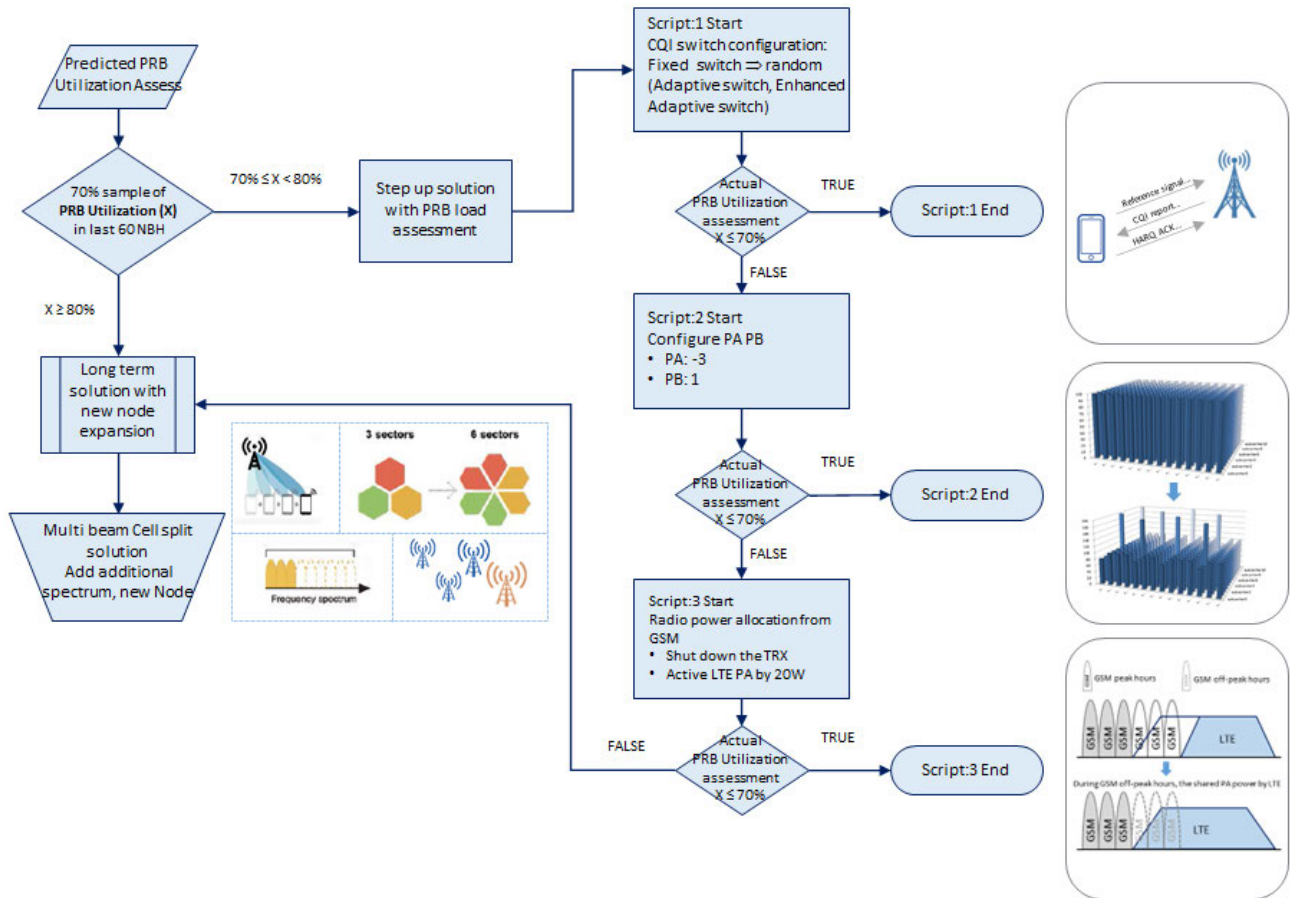 Predicted PRB
Utilization Assess
70% sample of
PRB Utilization (X)
in last 60 NBH
70% ≤ X < 80%
X ≥ 80%
Step up solution
with PRB load
assessment
Long term
solution with
new node
expansion
Multi beam Cell split
solution
Add additional
spectrum, new Node
3 sectors
6 sectors
Frequency spectrum
Script:1 Start
CQI switch configuration:
Fixed switch ⇒ random
(Adaptive switch, Enhanced
Adaptive switch)
Actual
PRB Utilization
assessment
X ≤ 70%
TRUE
Script:1 End
FALSE
Script:2 Start
Configure PA PB
• PA: -3
• PB: 1
Actual
PRB Utilization
assessment
X ≤ 70%
TRUE
Script:2 End
FALSE
Script:3 Start
Radio power allocation from
GSM
• Shut down the TRX
• Active LTE PA by 20W
Actual
PRB Utilization
assessment
X ≤ 70%
TRUE
Script:3 End
FALSE
Reference signal...
CQI report...
HARQ ACK...
GSM
GSM peak hours
GSM off-peak hours
GSM
GSM
GSM
GSM
GSM
GSM
LTE
During GSM off-peak hours, the shared PA power by LTE
GSM
GSM
GSM
GSM
GSM
GSM
LTE